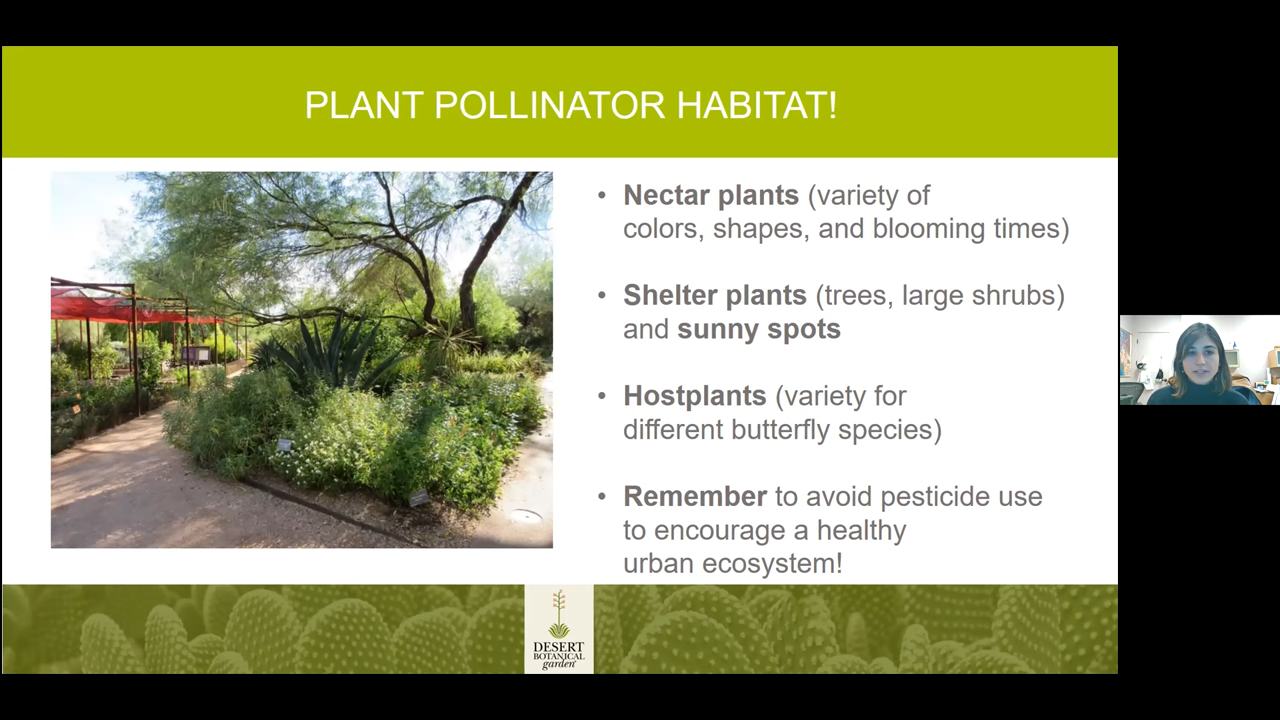 PLANT POLLINATOR HABITAT!
• Nectar plants (variety of
colors, shapes, and blooming times)
• Shelter plants (trees, large shrubs)
and sunny spots
• Hostplants (variety for
different butterfly species)
• Remember to avoid pesticide use
to encourage a healthy
urban ecosystem!
DESERT
BOTANICAL
garden